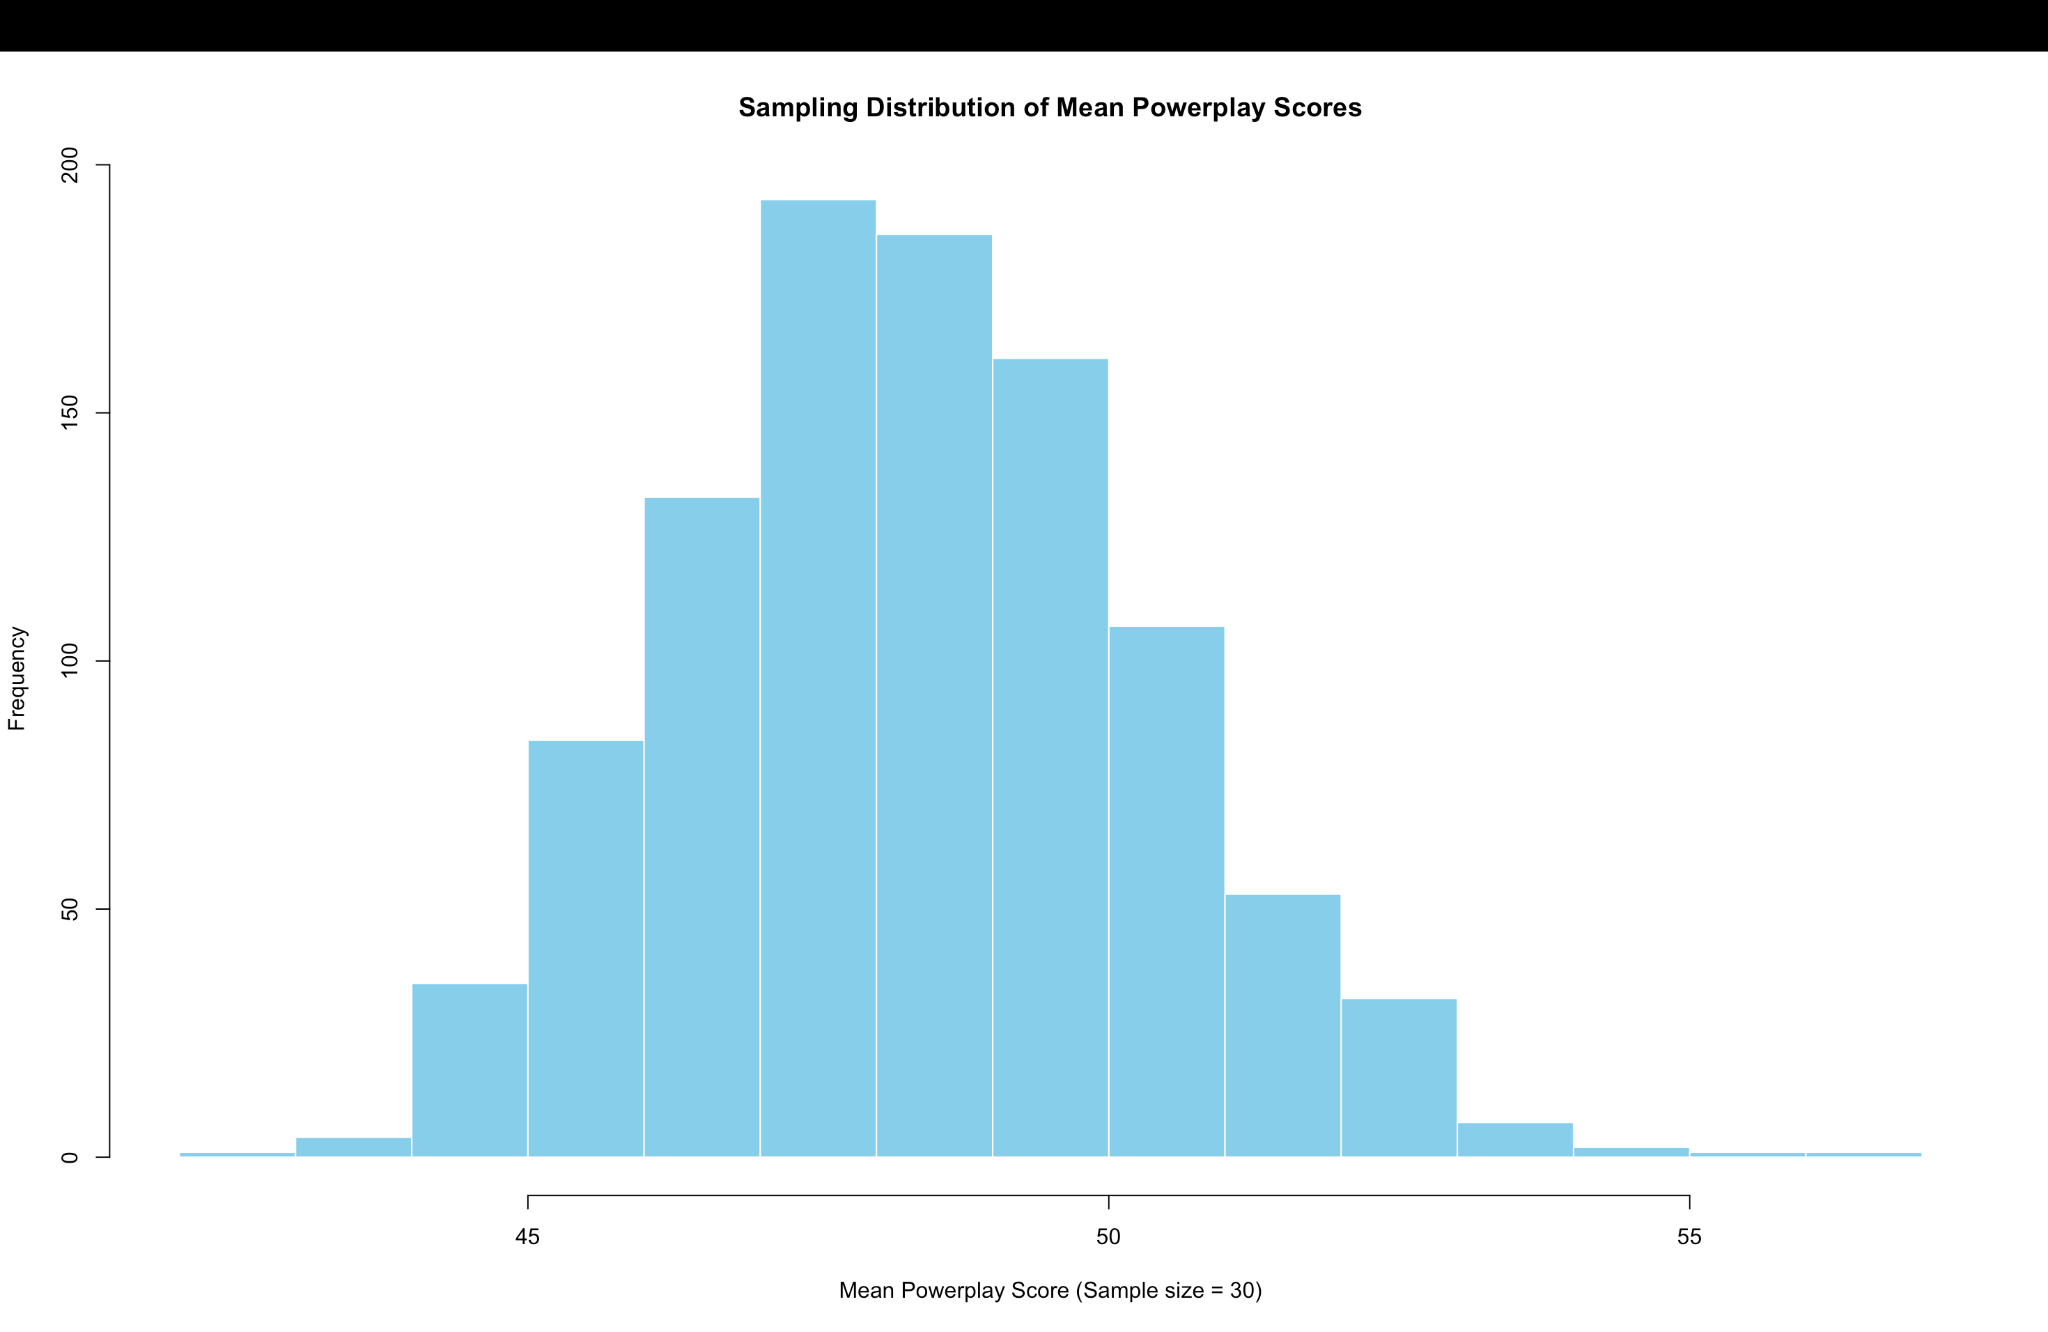 Sampling Distribution of Mean Powerplay Scores
200
150
100
50
0
Frequency
45 50 55
Mean Powerplay Score (Sample size = 30)